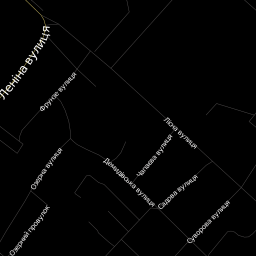 Леніна вулиця
Фрунзе вулиця
Лісна вулиця
Чапаєва вулиця
Озерна вулиця
Демидівська вулиця
Садова вулиця
Суворова вулиця
Озерний провулок